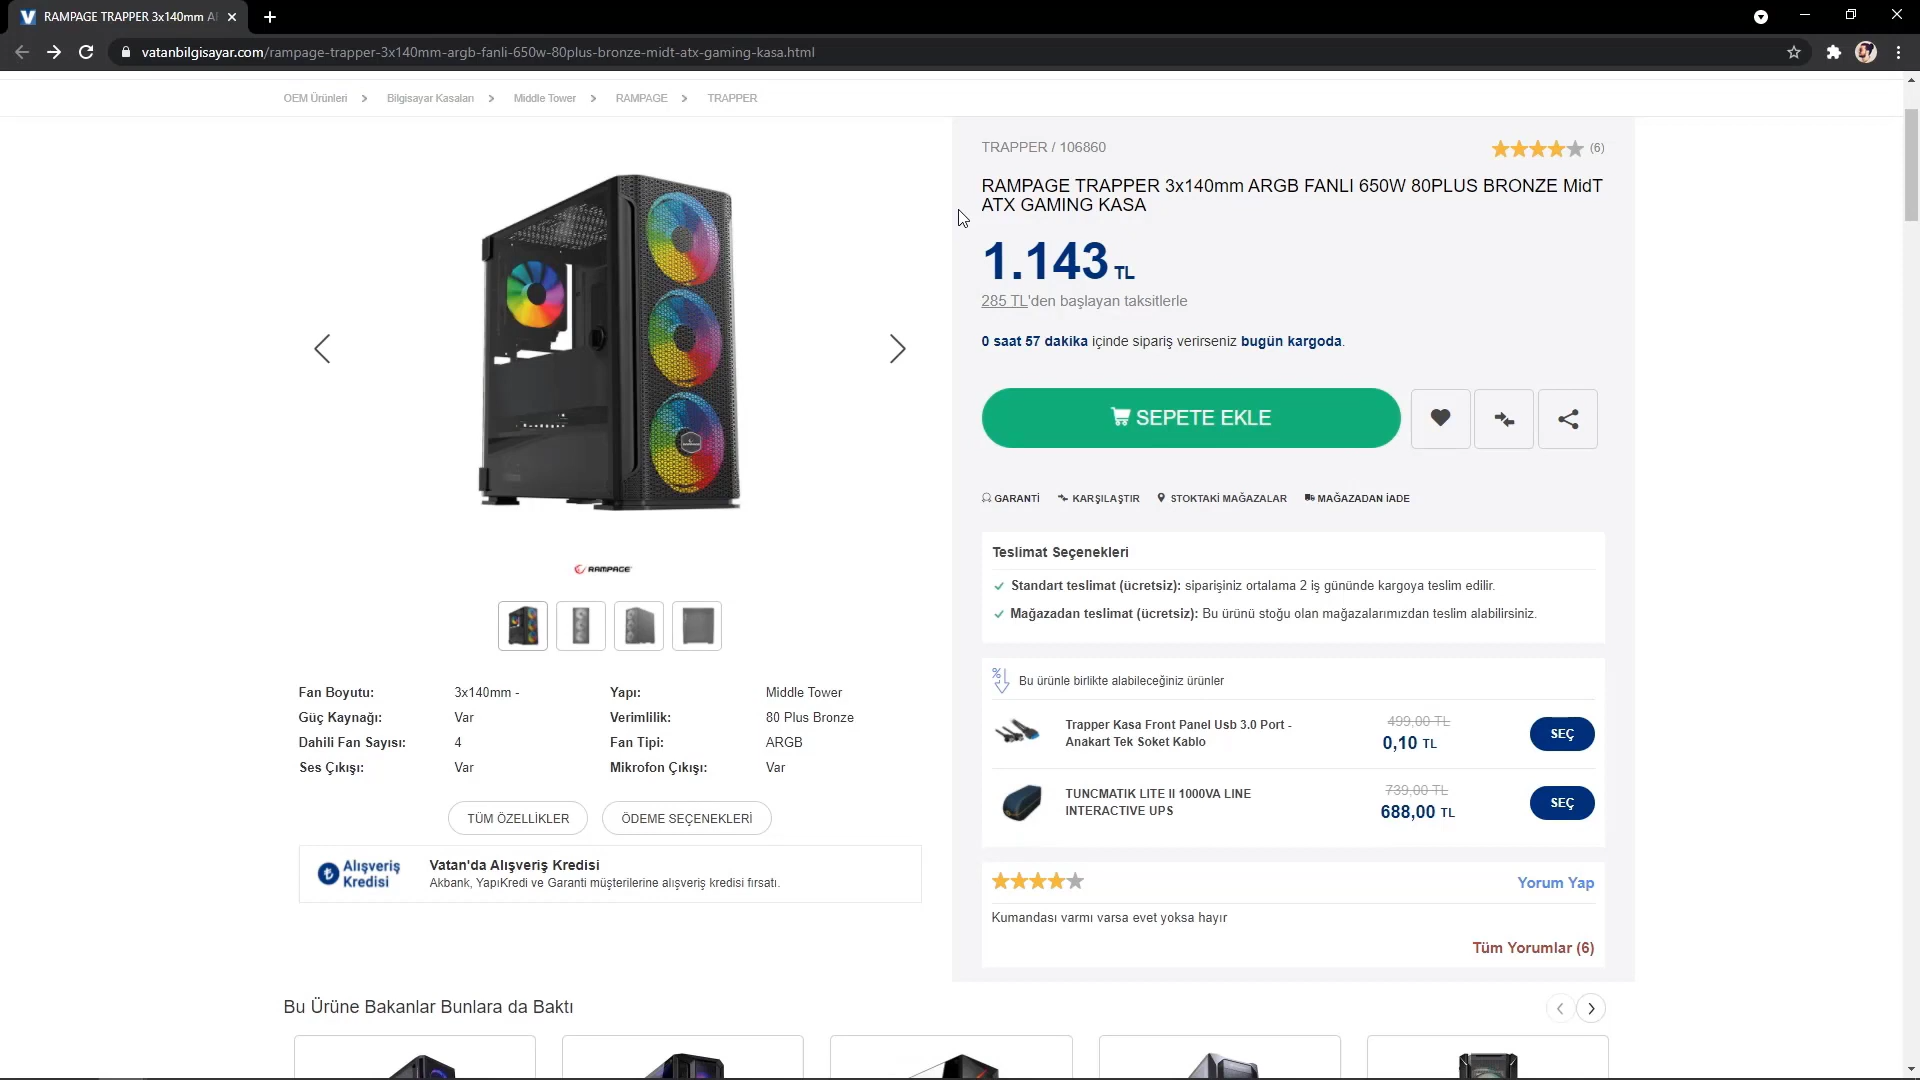 RAMPAGE TRAPPER 3x140mm AR
vatanbilgisayar.com/rampage-trapper-3x140mm-argb-fanli-650w-80plus-bronze-midt-atx-gaming-kasa.html
OEM Ürünleri > Bilgisayar Kasaları > Middle Tower > RAMPAGE > TRAPPER
TRAPPER / 106860
(6)
RAMPAGE TRAPPER 3x140mm ARGB FANLI 650W 80PLUS BRONZE MidT
ATX GAMING KASA
1.143 TL
285 TL'den başlayan taksitlerle
0 saat 57 dakika içinde sipariş verirseniz bugün kargoda.
SEPETE EKLE
GARANTİ KARŞILAŞTIR STOKTAKİ MAĞAZALAR MAĞAZADAN İADE
Teslimat Seçenekleri
Standart teslimat (ücretsiz): siparişiniz ortalama 2 iş gününde kargoya teslim edilir.
Mağazadan teslimat (ücretsiz): Bu ürünü stoğu olan mağazalarımızdan teslim alabilirsiniz.
RAMPAGE
Fan Boyutu: 3x140mm - Yapı: Middle Tower
Güç Kaynağı: Var Verimlilik: 80 Plus Bronze
Dahili Fan Sayısı: 4 Fan Tipi: ARGB
Ses Çıkışı: Var Mikrofon Çıkışı: Var
TÜM ÖZELLİKLER ÖDEME SEÇENEKLERİ
Alışveriş
Kredisi
Vatan'da Alışveriş Kredisi
Akbank, YapıKredi ve Garanti müşterilerine alışveriş kredisi fırsatı.
Bu ürünle birlikte alabileceğiniz ürünler
Trapper Kasa Front Panel Usb 3.0 Port -
Anakart Tek Soket Kablo
499,00 TL
0,10 TL
SEÇ
TUNCMATIK LITE II 1000VA LINE
INTERACTIVE UPS
739,00 TL
688,00 TL
SEÇ
Yorum Yap
Kumandası varmı varsa evet yoksa hayır
Tüm Yorumlar (6)
Bu Ürüne Bakanlar Bunlara da Baktı